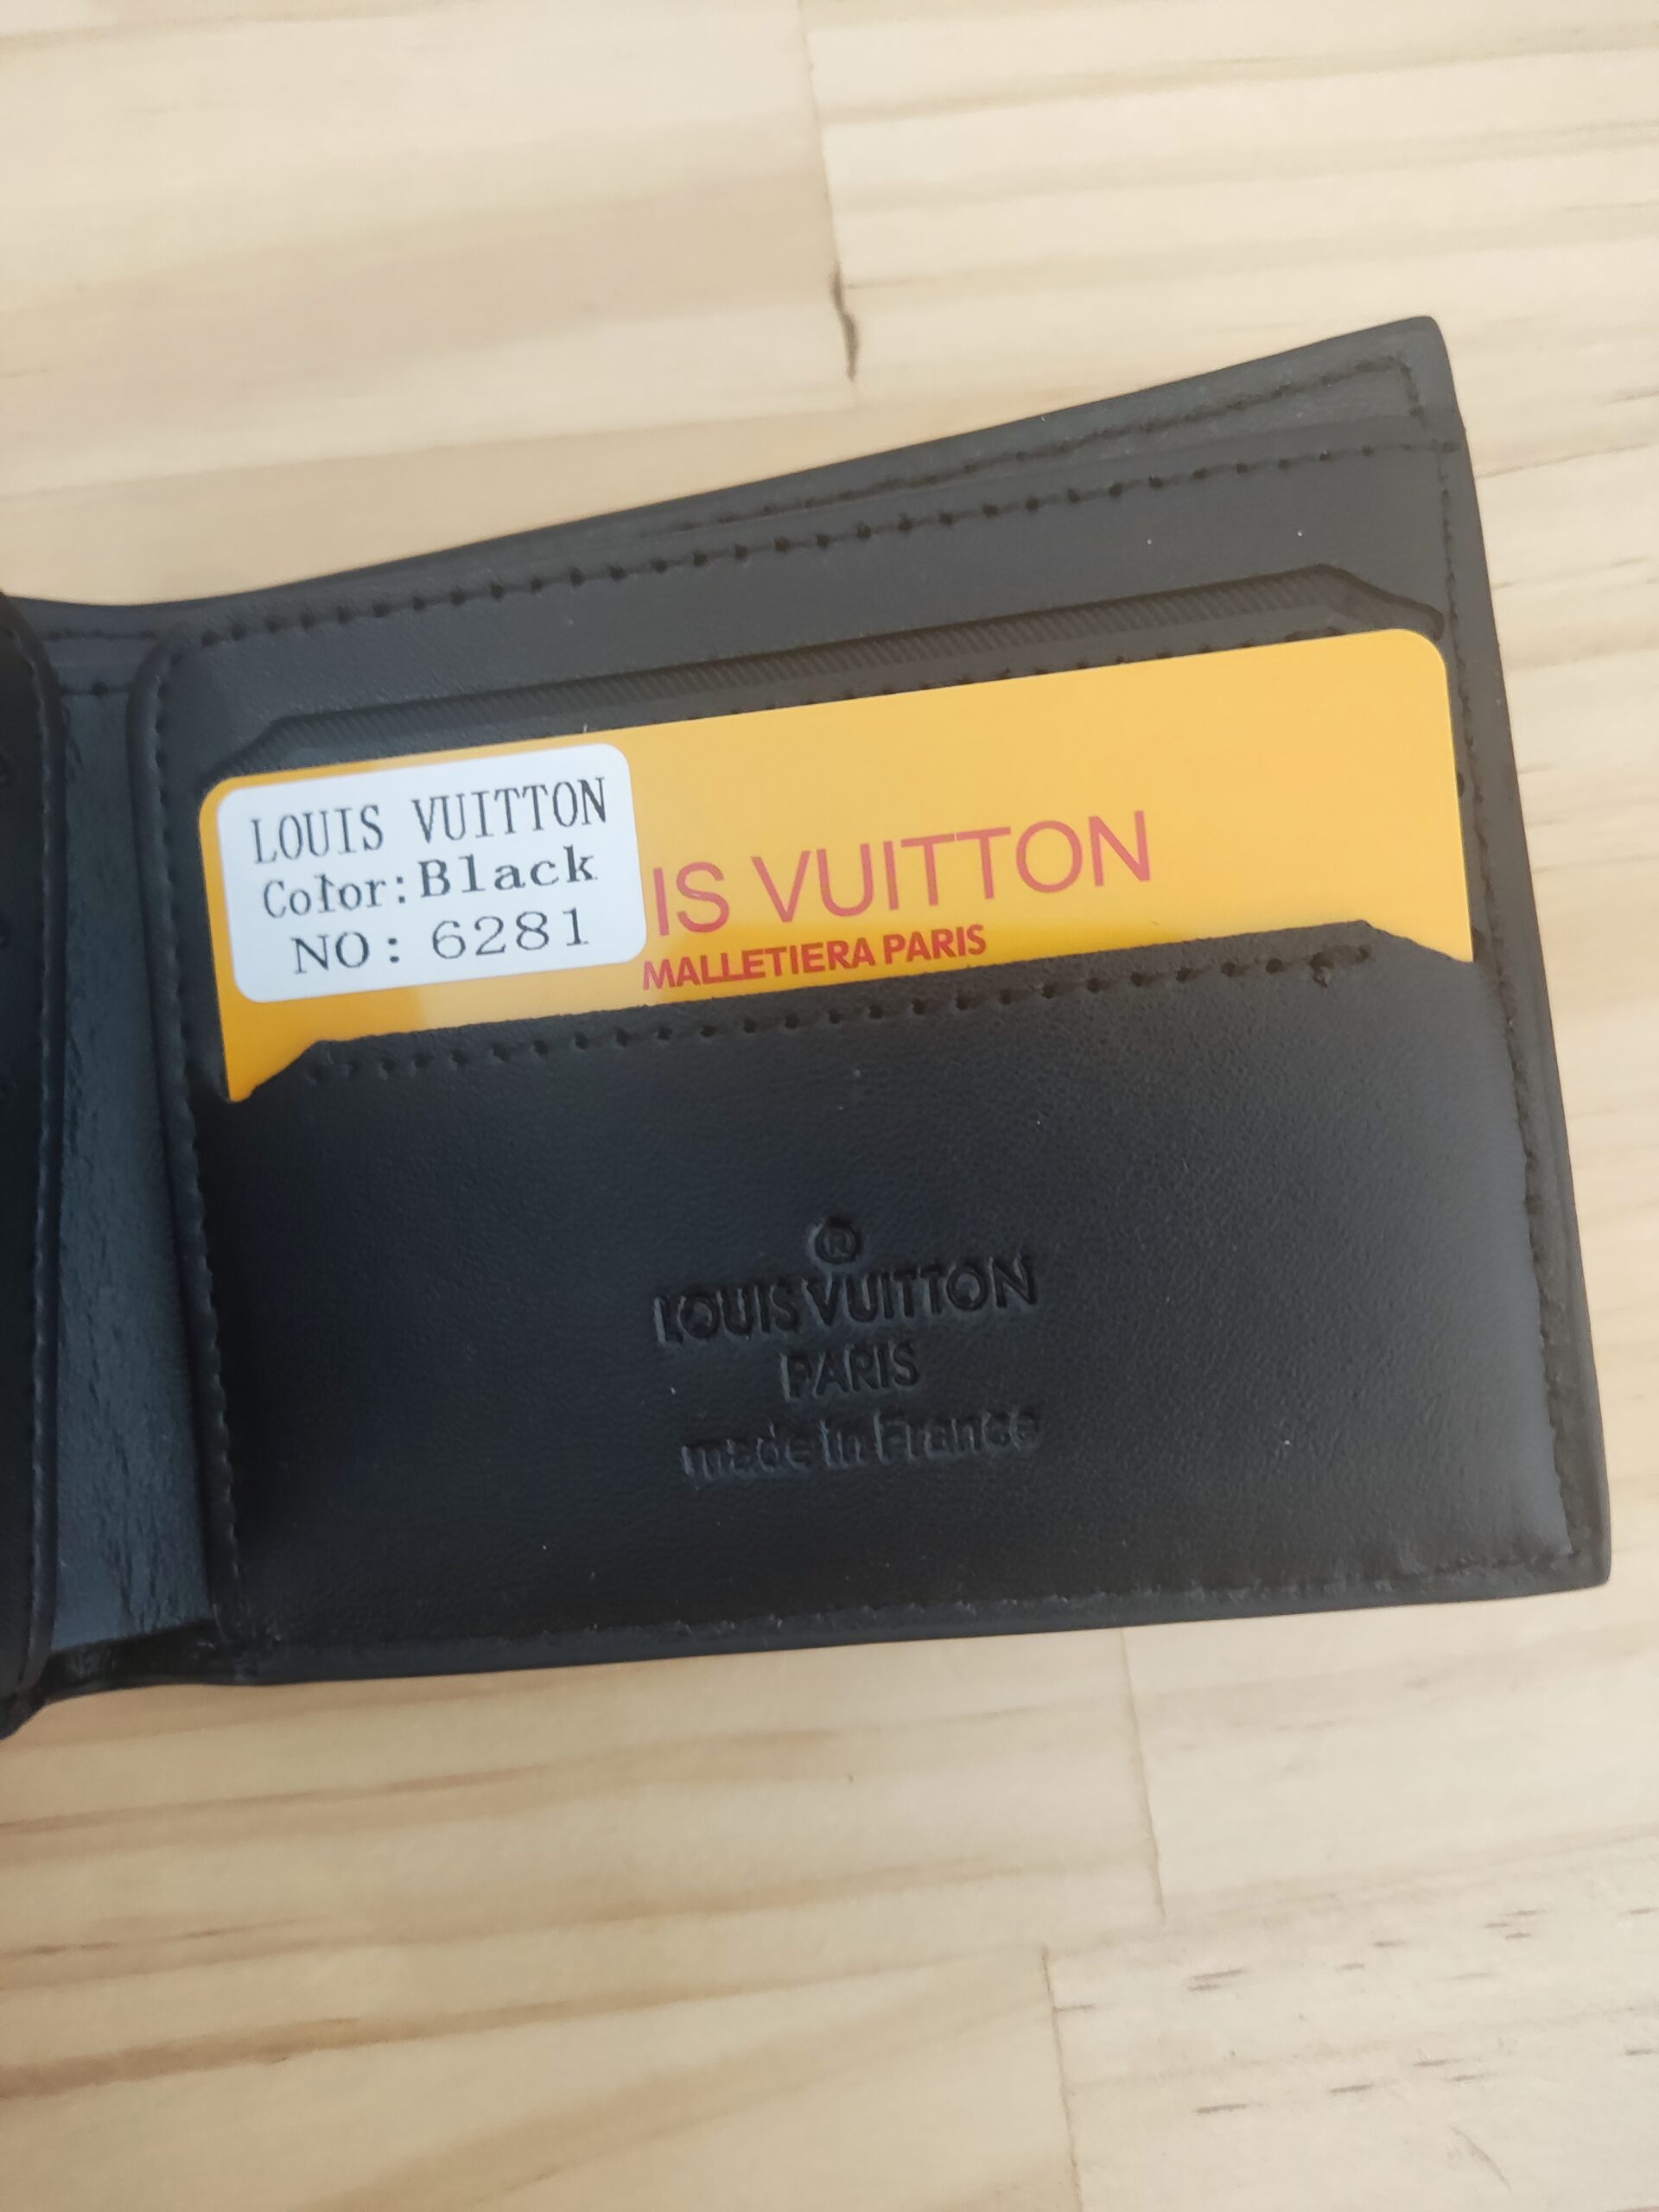 LOUIS VUITTON
Color:Black
NO: 6281
IS VUITTON
MALLETIERA PARIS
®
LOUIS VUITTON
PARIS
made in France